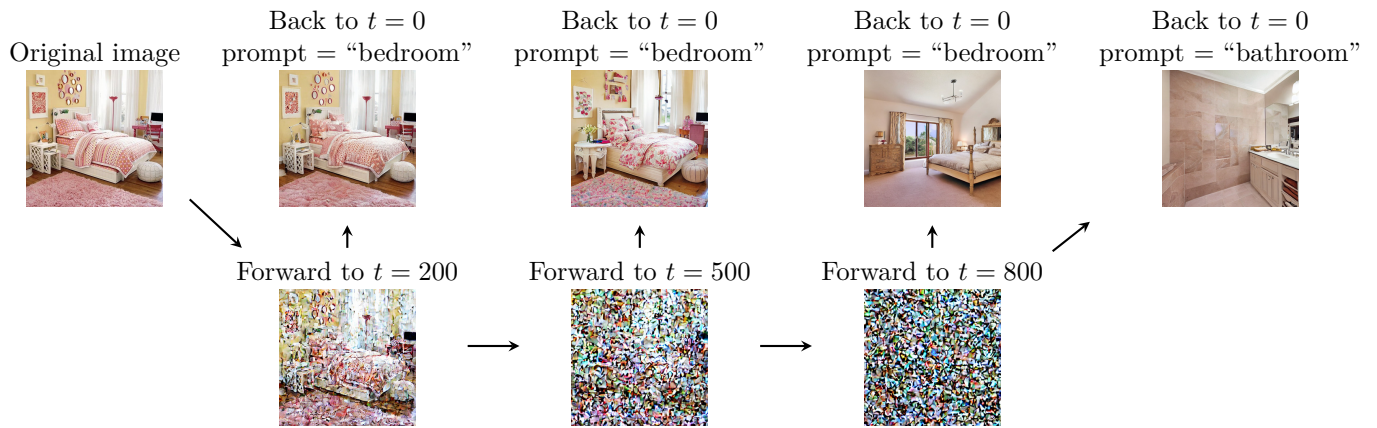 Original image
Back to t = 0
prompt = “bedroom”
Back to t = 0
prompt = “bedroom”
Back to t = 0
prompt = “bedroom”
Back to t = 0
prompt = “bathroom”
Forward to t = 200
Forward to t = 500
Forward to t = 800